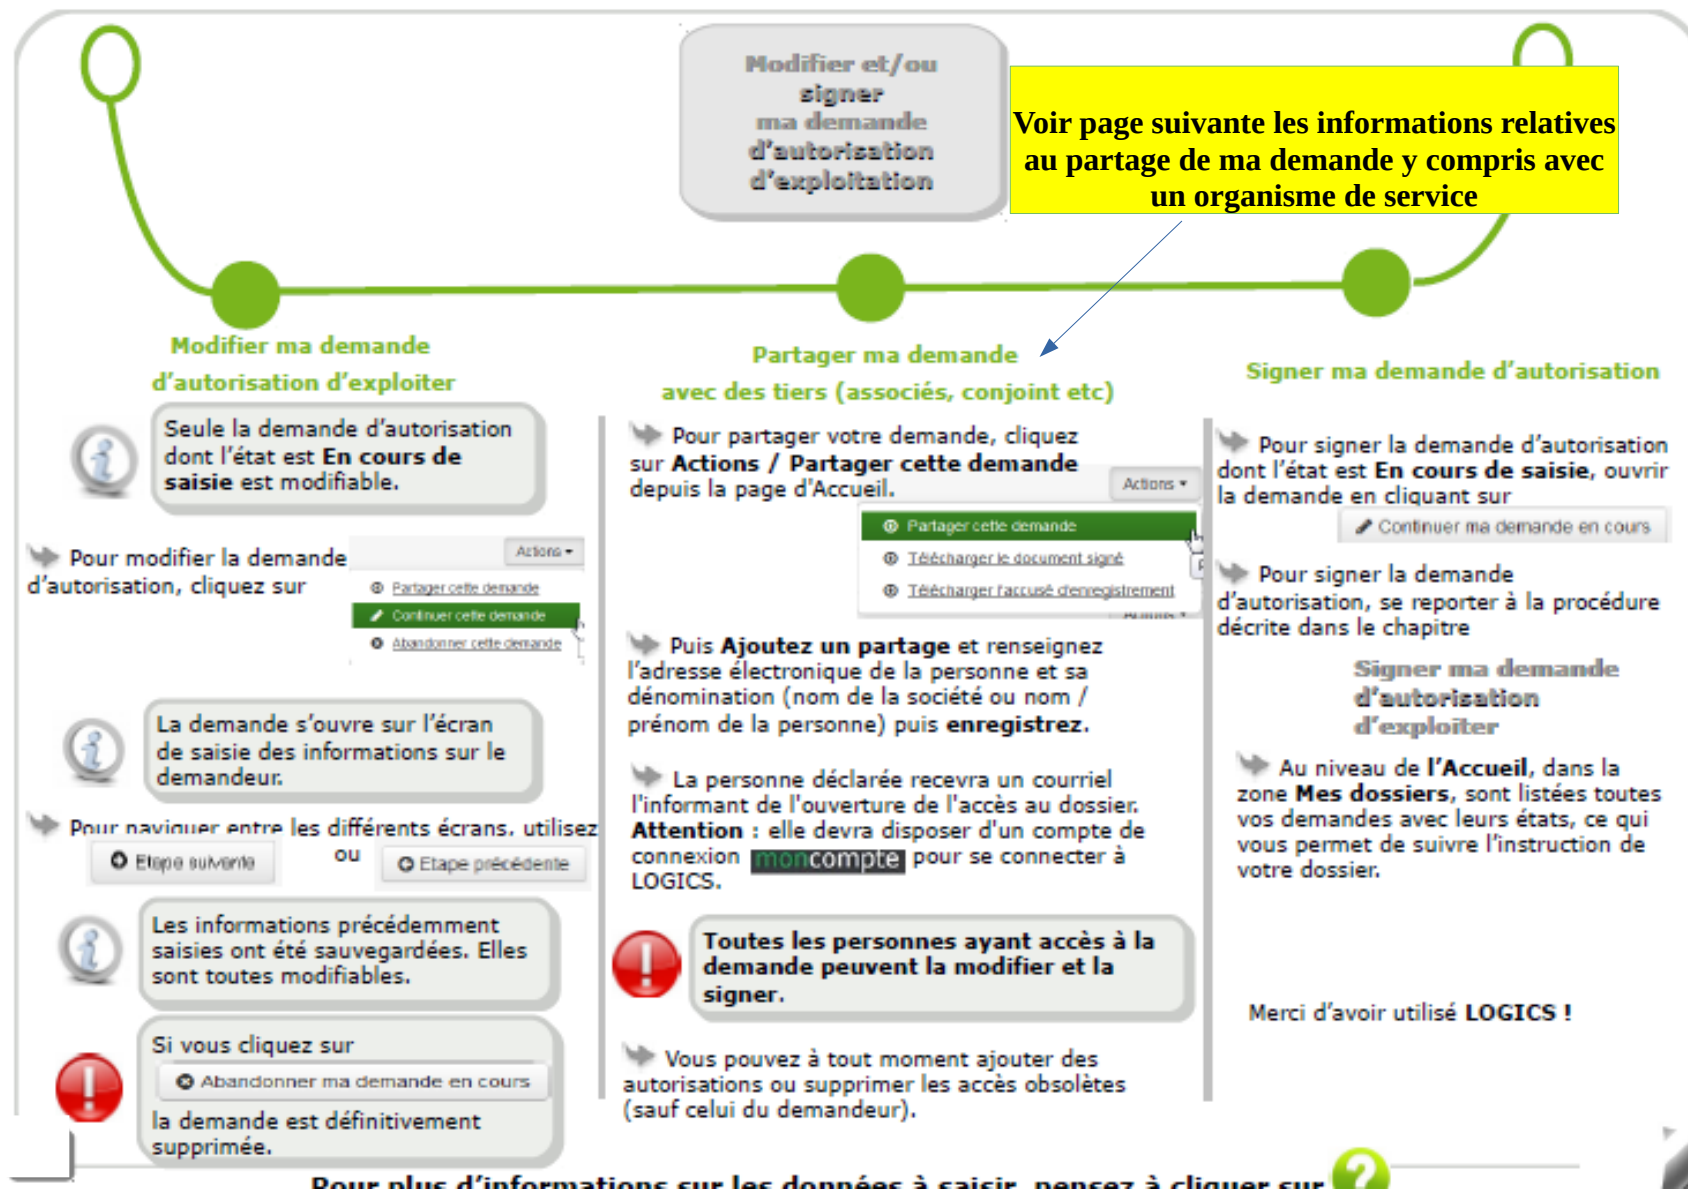 Modifier et/ou
signer
ma demande
d'autorisation
d'exploitation
Voir page suivante les informations relatives
au partage de ma demande y compris avec
un organisme de service
Modifier ma demande
d'autorisation d'exploiter
Seule la demande d'autorisation
dont l'état est En cours de
saisie est modifiable.
Pour modifier la demande
d'autorisation, cliquez sur
Actions
Partager cette demande
Continuer cette demande
Abandonner cette demande
La demande s'ouvre sur l'écran
de saisie des informations sur le
demandeur.
Pour naviguer entre les différents écrans, utilisez
Etape suivante
ou
Etape précédente
Les informations précédemment
saisies ont été sauvegardées. Elles
sont toutes modifiables.
Si vous cliquez sur
Abandonner ma demande en cours
la demande est définitivement
supprimée.
Partager ma demande
avec des tiers (associés, conjoint etc)
Pour partager votre demande, cliquez
sur Actions / Partager cette demande
depuis la page d'Accueil.
Actions
Partager cette demande
Télécharger le document signé
Télécharger l'accusé d'enregistrement
Puis Ajoutez un partage et renseignez
l'adresse électronique de la personne et sa
dénomination (nom de la société ou nom /
prénom de la personne) puis enregistrez.
La personne déclarée recevra un courriel
l'informant de l'ouverture de l'accès au dossier.
Attention : elle devra disposer d'un compte de
connexion moncompte pour se connecter à
LOGICS.
Toutes les personnes ayant accès à la
demande peuvent la modifier et la
signer.
Vous pouvez à tout moment ajouter des
autorisations ou supprimer les accès obsolètes
(sauf celui du demandeur).
Signer ma demande d'autorisation
Pour signer la demande d'autorisation
dont l'état est En cours de saisie, ouvrir
la demande en cliquant sur
Continuer ma demande en cours
Pour signer la demande
d'autorisation, se reporter à la procédure
décrite dans le chapitre
Signer ma demande
d'autorisation
d'exploiter
Au niveau de l'Accueil, dans la
zone Mes dossiers, sont listées toutes
vos demandes avec leurs états, ce qui
vous permet de suivre l'instruction de
votre dossier.
Merci d'avoir utilisé LOGICS !
Pour plus d'informations sur les données à saisir, pensez à cliquer sur ?